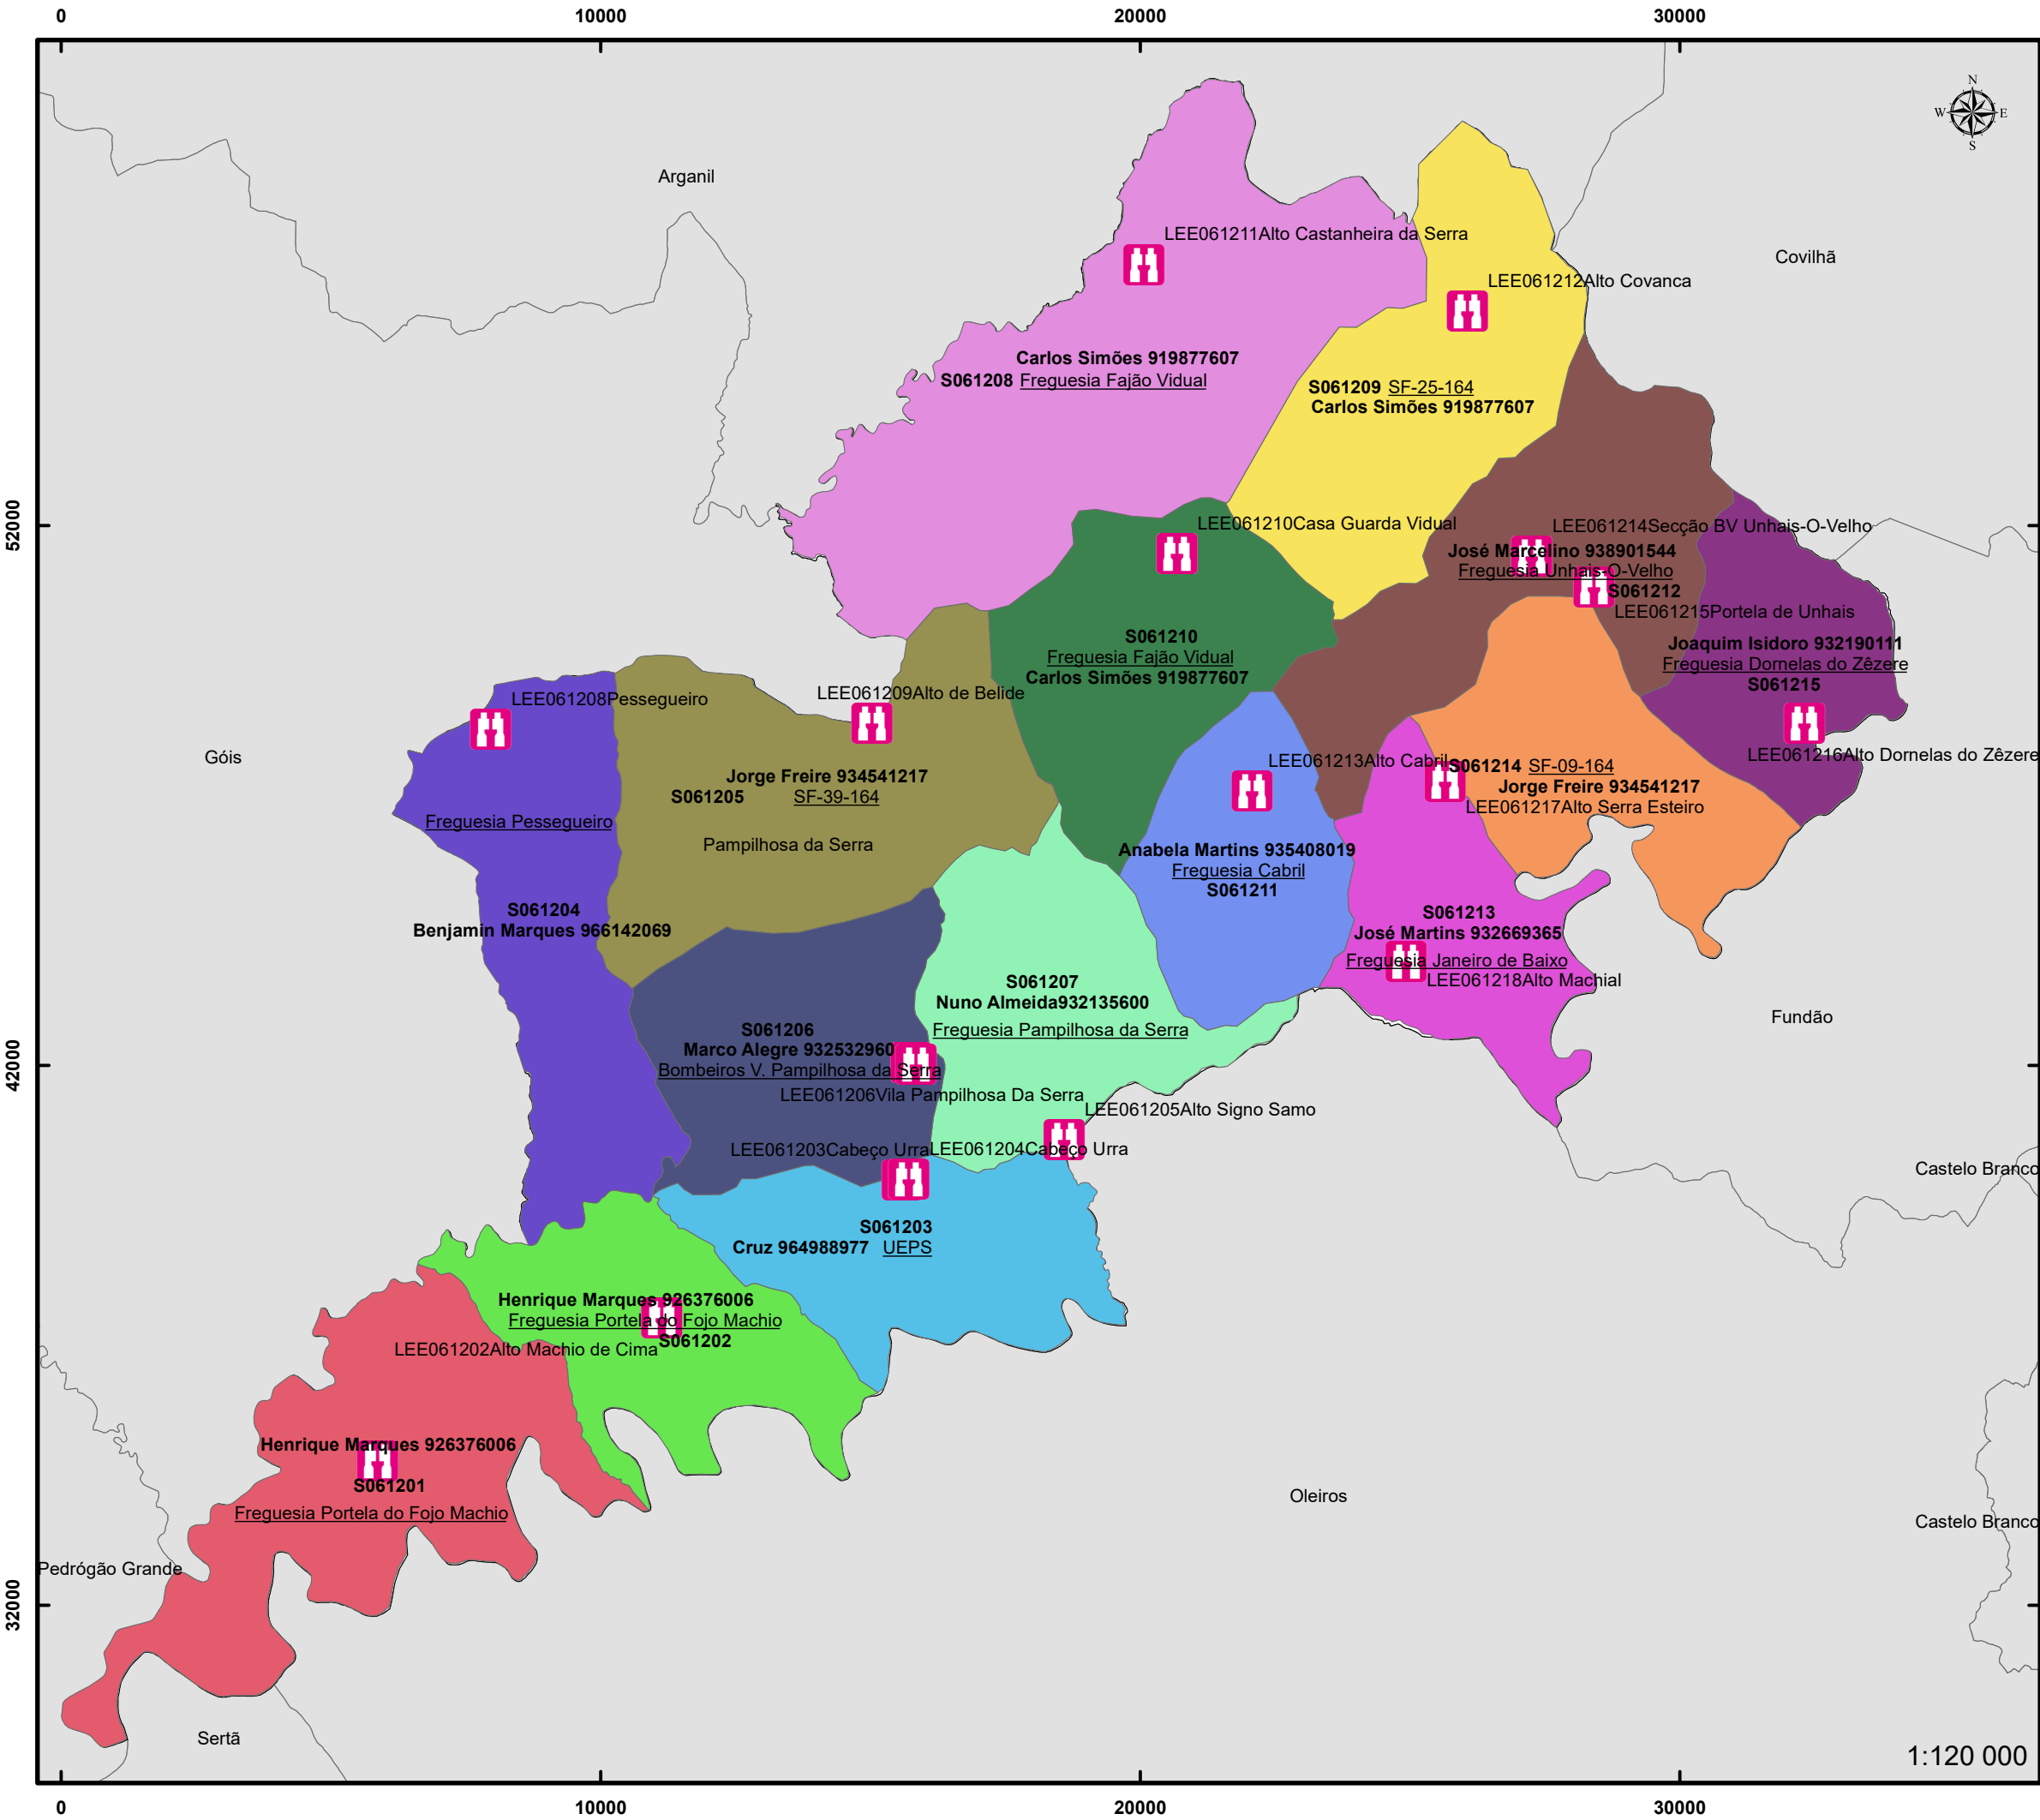 0 10000 20000 30000
N
W E
S
Arganil
LEE061211Alto Castanheira da Serra
Covilhã
LEE061212Alto Covanca
Carlos Simões 919877607
S061208 Freguesia Fajão Vidual
S061209 SF-25-164
Carlos Simões 919877607
52000
LEE061210Casa Guarda Vidual
LEE061214Secção BV Unhais-O-Velho
José Marcelino 938901544
Freguesia Unhais-O-Velho
S061212
LEE061215Portela de Unhais
S061210
Freguesia Fajão Vidual
Carlos Simões 919877607
Joaquim Isidoro 932190111
Freguesia Dornelas do Zêzere
S061215
LEE061216Alto Dornelas do Zêzere
LEE061208Pessegueiro
LEE061209Alto de Belide
Góis
Freguesia Pessegueiro
Jorge Freire 934541217
S061205 SF-39-164
Pampilhosa da Serra
LEE061213Alto Cabril
S061214 SF-09-164
Jorge Freire 934541217
LEE061217Alto Serra Esteiro
Anabela Martins 935408019
Freguesia Cabril
S061211
S061204
Benjamin Marques 966142069
S061213
José Martins 932669365
Freguesia Janeiro de Baixo
LEE061218Alto Machial
S061207
Nuno Almeida932135600
Freguesia Pampilhosa da Serra
Fundão
42000
S061206
Marco Alegre 932532960
Bombeiros V. Pampilhosa da Serra
LEE061206Vila Pampilhosa Da Serra
LEE061205Alto Signo Samo
LEE061203Cabeço Urra
LEE061204Cabeço Urra
Castelo Branco
S061203
Cruz 964988977 UEPS
Henrique Marques 926376006
Freguesia Portela do Fojo Machio
S061202
LEE061202Alto Machio de Cima
Henrique Marques 926376006
S061201
Freguesia Portela do Fojo Machio
Oleiros
Castelo Branco
Pedrógão Grande
32000
Sertã
1:120 000
0 10000 20000 30000